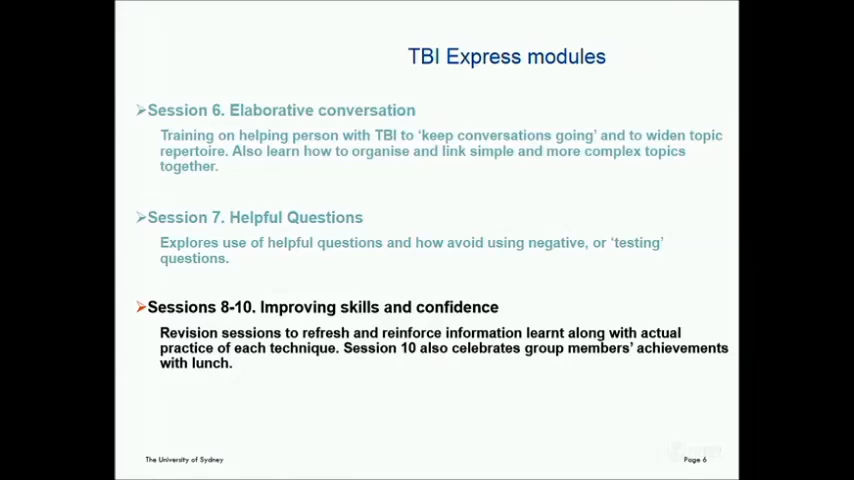 TBI Express modules
Session 6. Elaborative conversation
Training on helping person with TBI to ‘keep conversations going’ and to widen topic
repertoire. Also learn how to organise and link simple and more complex topics
together.
Session 7. Helpful Questions
Explores use of helpful questions and how avoid using negative, or ‘testing’
questions.
Sessions 8-10. Improving skills and confidence
Revision sessions to refresh and reinforce information learnt along with actual
practice of each technique. Session 10 also celebrates group members’ achievements
with lunch.
The University of Sydney
Page 6